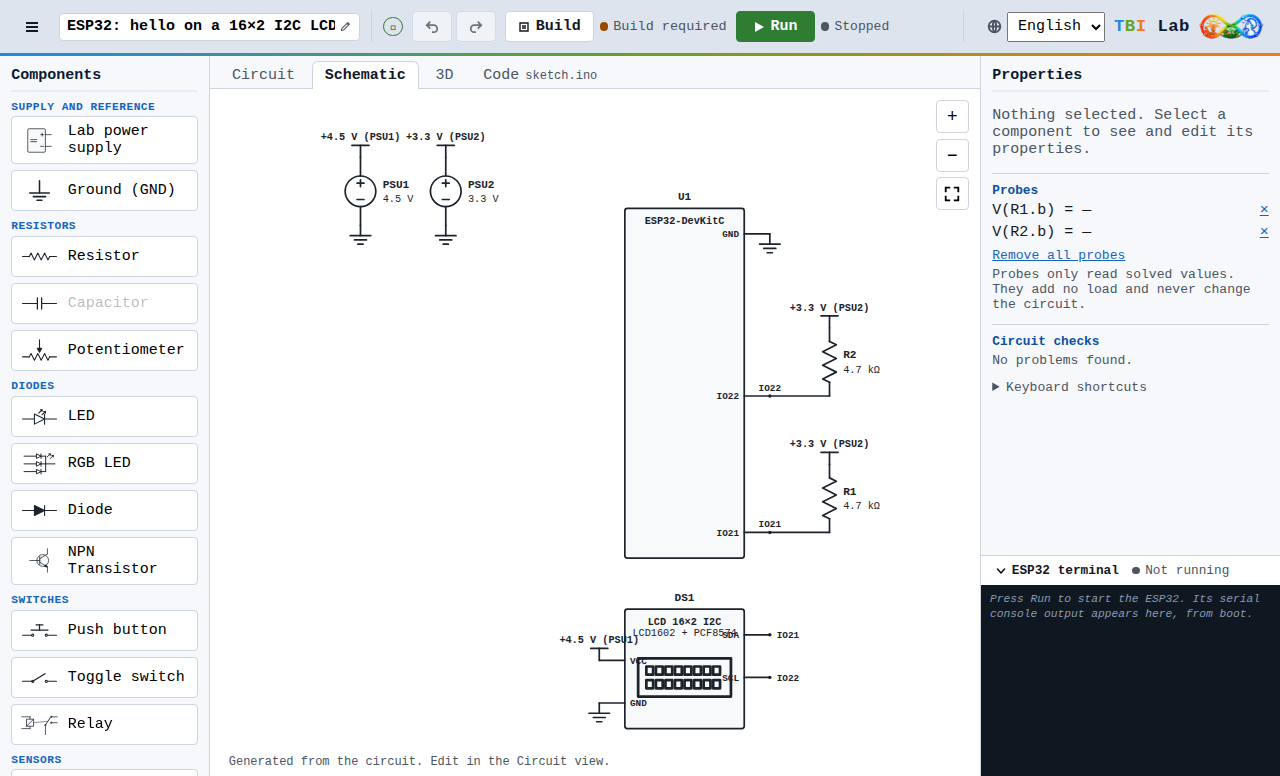 ESP32: hello on a 16×2 I2C LCD
Build
Build required
Run
Stopped
English
TBI Lab
Components
SUPPLY AND REFERENCE
Lab power supply
Ground (GND)
RESISTORS
Resistor
Capacitor
Potentiometer
DIODES
LED
RGB LED
Diode
NPN Transistor
SWITCHES
Push button
Toggle switch
Relay
SENSORS
Circuit
Schematic
3D
Code sketch.ino
+4.5 V (PSU1) +3.3 V (PSU2)
PSU1
4.5 V
PSU2
3.3 V
U1
ESP32-DevKitC
GND
+3.3 V (PSU2)
R2
4.7 kΩ
IO22
IO22
+3.3 V (PSU2)
R1
4.7 kΩ
IO21
IO21
DS1
LCD 16×2 I2C
LCD1602 + PCF8574
SDA
IO21
+4.5 V (PSU1)
VCC
SCL
IO22
GND
Generated from the circuit. Edit in the Circuit view.
+
−
Properties
Nothing selected. Select a
component to see and edit its
properties.
Probes
V(R1.b) = —
×
V(R2.b) = —
×
Remove all probes
Probes only read solved values.
They add no load and never change
the circuit.
Circuit checks
No problems found.
Keyboard shortcuts
ESP32 terminal
Not running
Press Run to start the ESP32. Its serial
console output appears here, from boot.